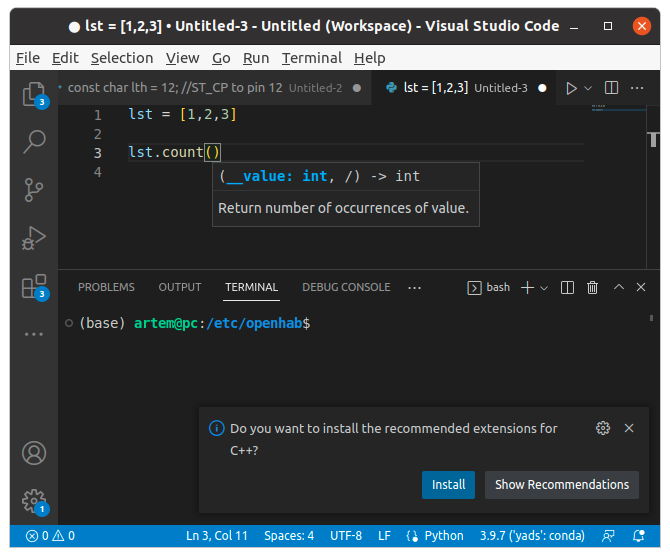 ● lst = [1,2,3] • Untitled-3 - Untitled (Workspace) - Visual Studio Code
File Edit Selection View Go Run Terminal Help
const char lth = 12; //ST_CP to pin 12 Untitled-2 ● lst = [1,2,3] Untitled-3 ● ···
3
1 lst = [1,2,3]
2
3 lst.count()
4
(__value: int, /) -> int
Return number of occurrences of value.
3
PROBLEMS OUTPUT TERMINAL DEBUG CONSOLE ··· bash
(base) artem@pc:/etc/openhab$
Do you want to install the recommended extensions for
C++?
Install Show Recommendations
1
0 0 Ln 3, Col 11 Spaces: 4 UTF-8 LF Python 3.9.7 ('yads': conda)